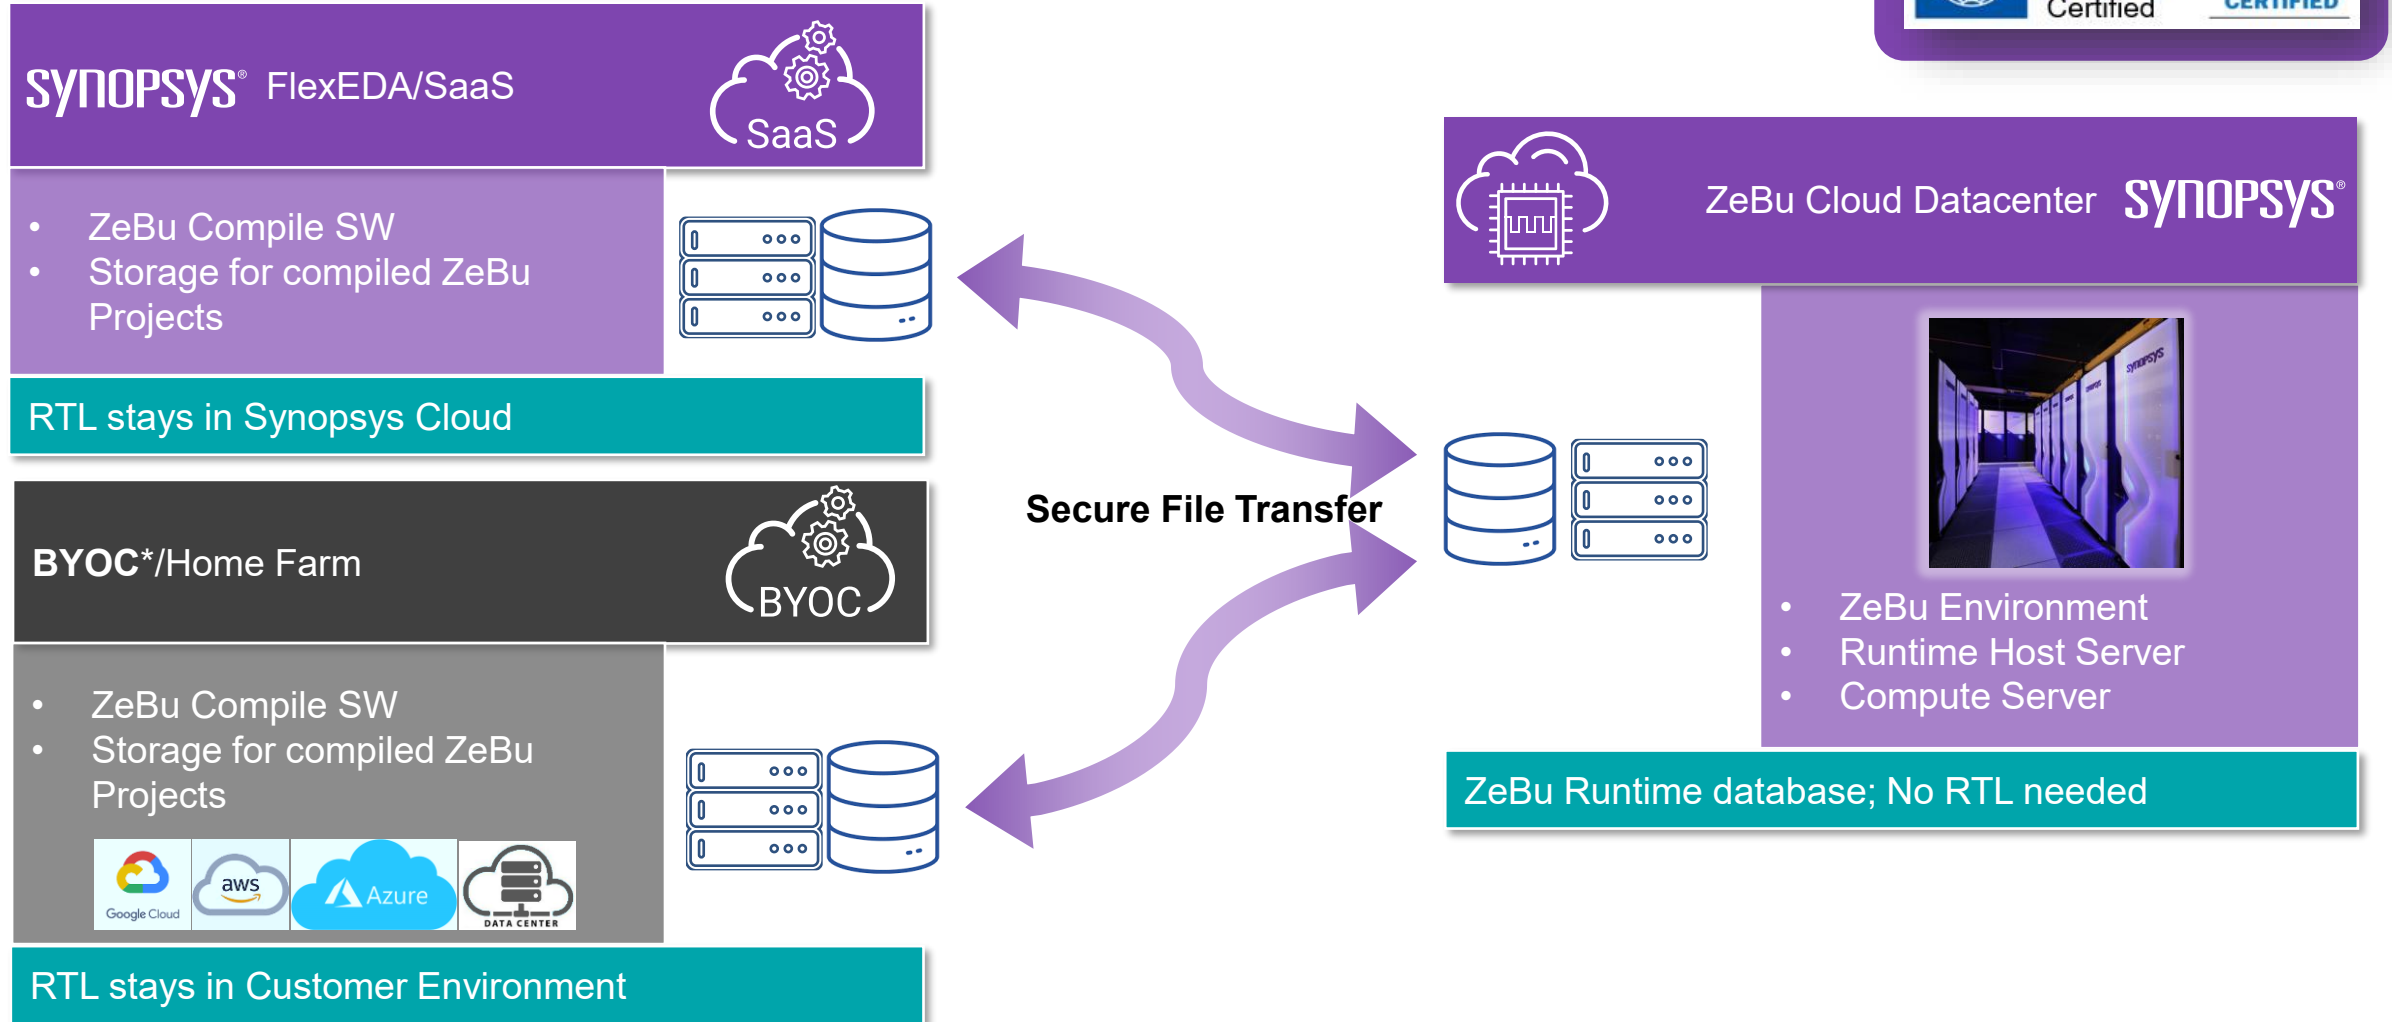 Certified
CERTIFIED
SYNOPSYS® FlexEDA/SaaS
SaaS
• ZeBu Compile SW
• Storage for compiled ZeBu
Projects
RTL stays in Synopsys Cloud
BYOC*/Home Farm
BYOC
• ZeBu Compile SW
• Storage for compiled ZeBu
Projects
Google Cloud
aws
Azure
DATA CENTER
RTL stays in Customer Environment
Secure File Transfer
ZeBu Cloud Datacenter SYNOPSYS®
SYNOPSYS
SYNOPSYS
• ZeBu Environment
• Runtime Host Server
• Compute Server
ZeBu Runtime database; No RTL needed